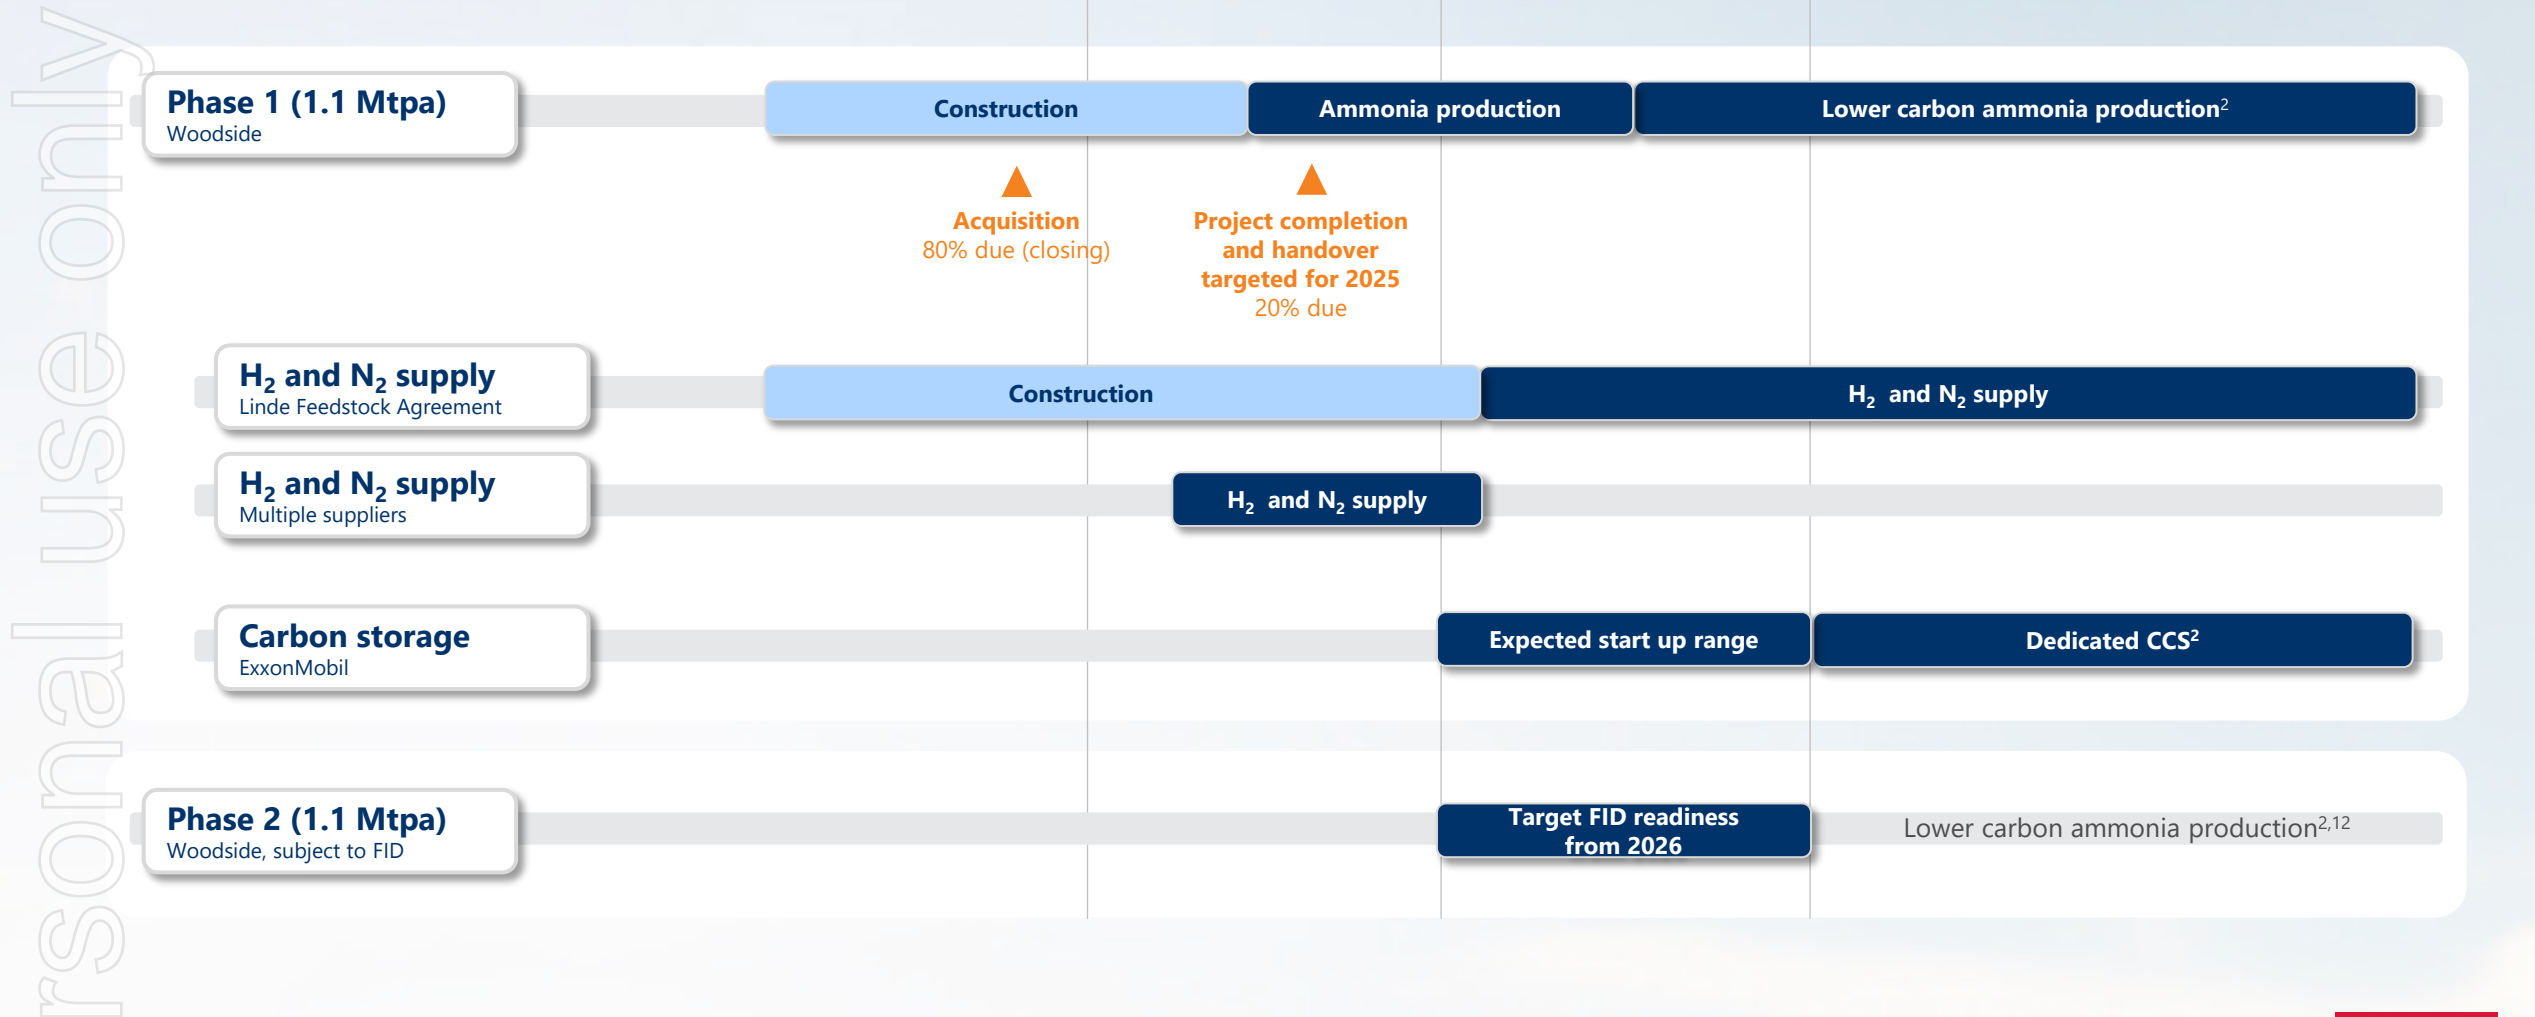 Phase 1 (1.1 Mtpa)
Woodside
Construction
Ammonia production
Lower carbon ammonia production²
Acquisition
80% due (closing)
Project completion
and handover
targeted for 2025
20% due
H₂ and N₂ supply
Linde Feedstock Agreement
Construction
H₂ and N₂ supply
H₂ and N₂ supply
Multiple suppliers
H₂ and N₂ supply
Carbon storage
ExxonMobil
Expected start up range
Dedicated CCS²
Phase 2 (1.1 Mtpa)
Woodside, subject to FID
Target FID readiness
from 2026
Lower carbon ammonia production²,¹²
rsonal use only